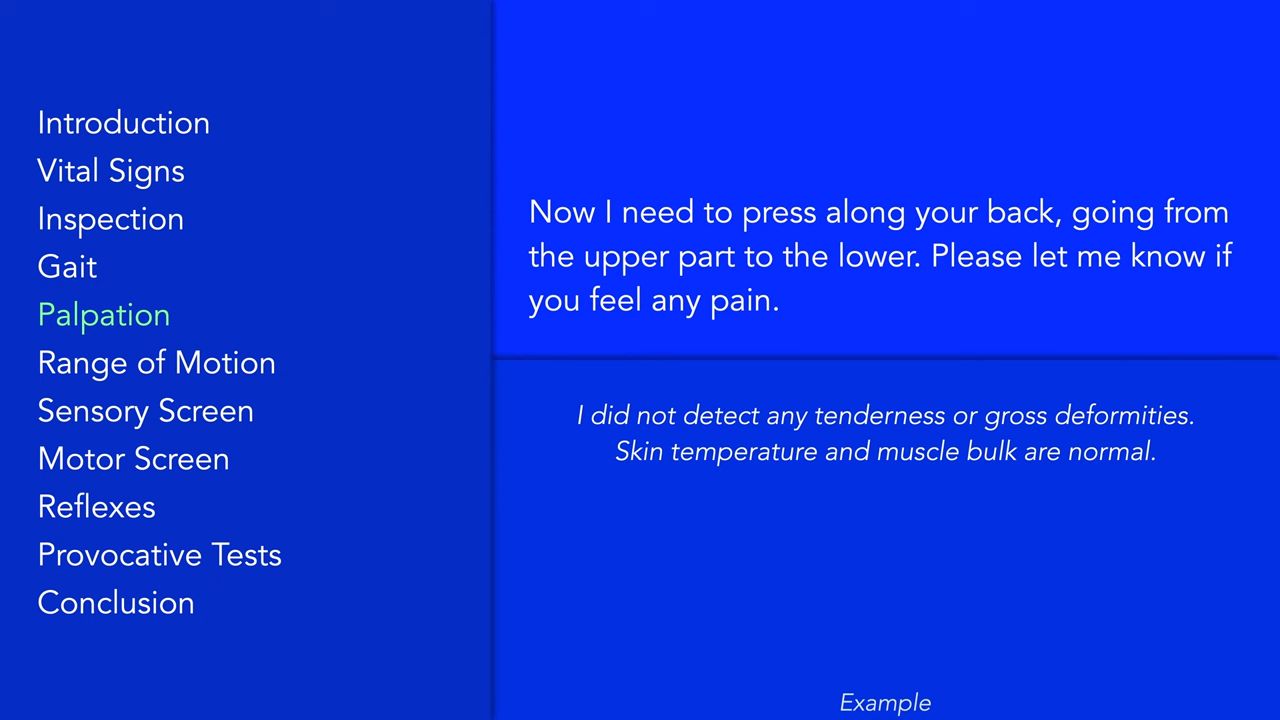 Introduction
Vital Signs
Inspection
Gait
Palpation
Range of Motion
Sensory Screen
Motor Screen
Reflexes
Provocative Tests
Conclusion
Now I need to press along your back, going from
the upper part to the lower. Please let me know if
you feel any pain.
I did not detect any tenderness or gross deformities.
Skin temperature and muscle bulk are normal.
Example